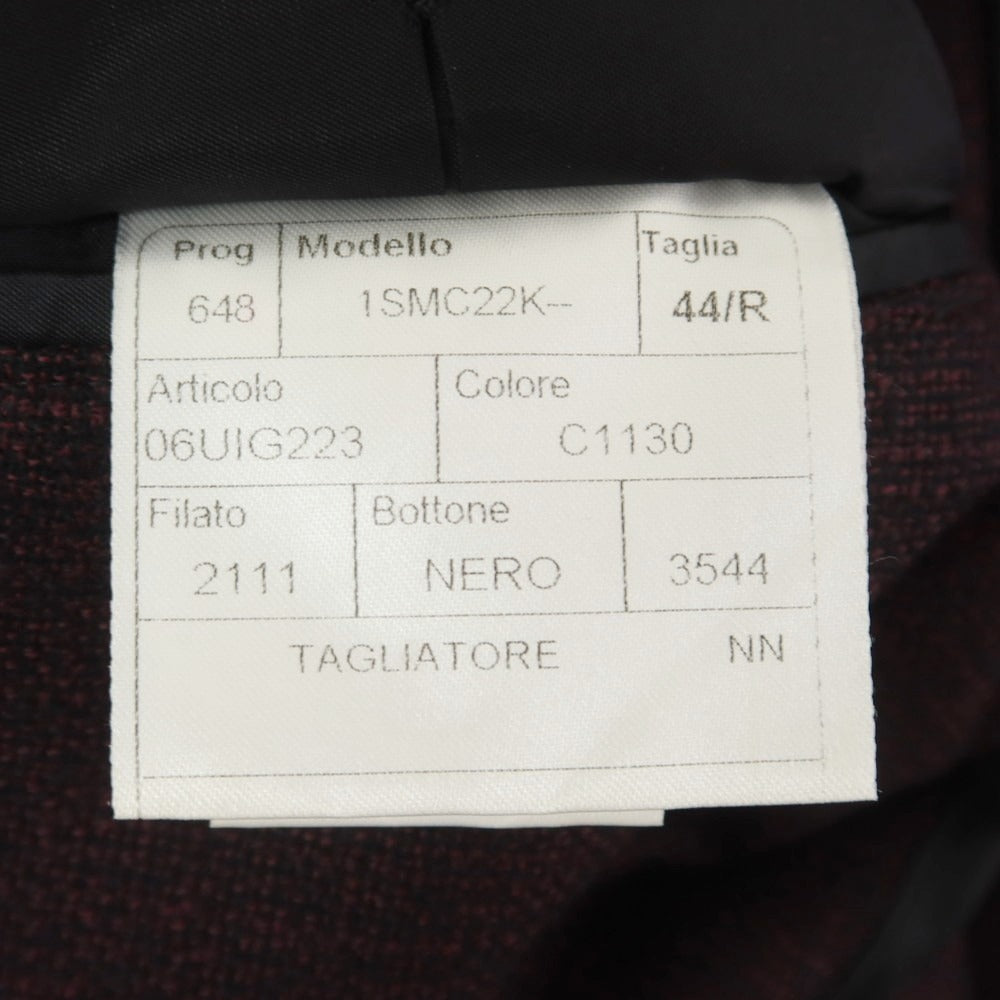 Prog Modello Taglia
648 1SMC22K-- 44/R
Articolo Colore
06UIG223 C1130
Filato Bottone
2111 NERO 3544
TAGLIATORE NN